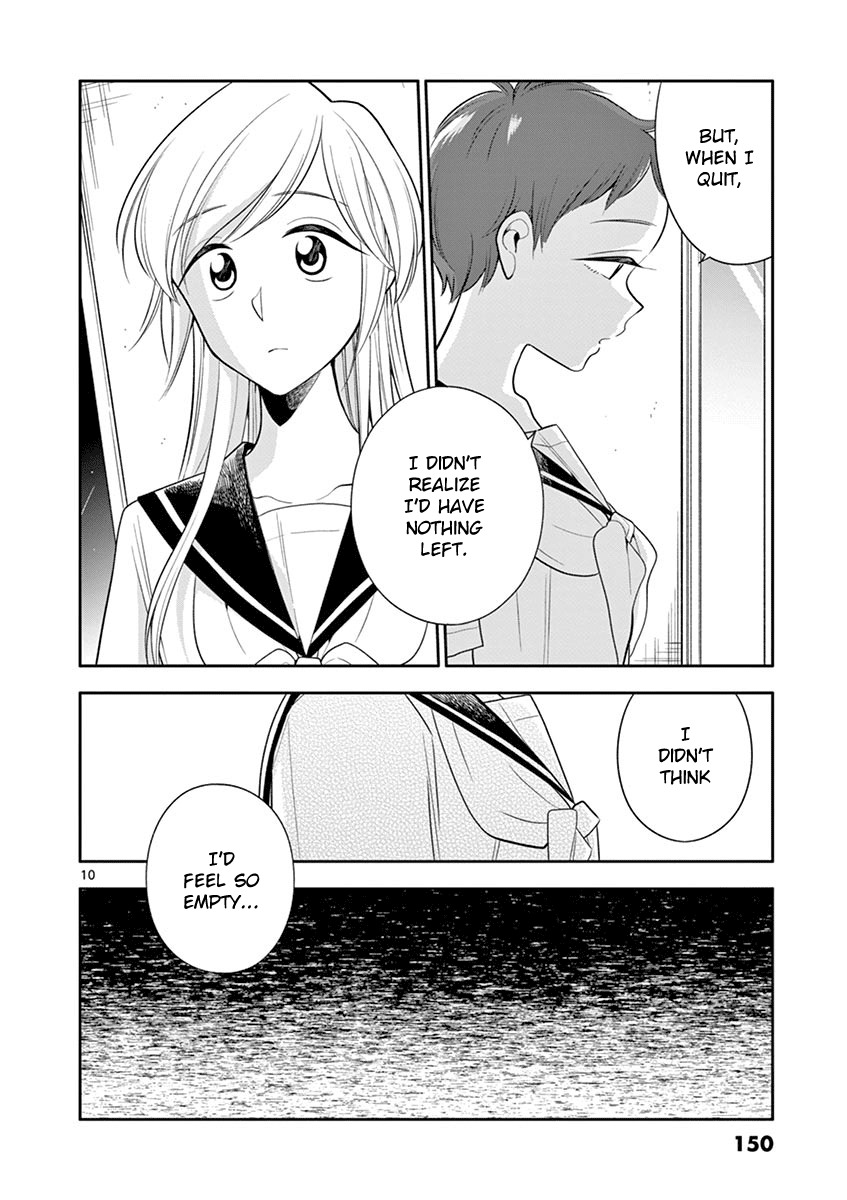 BUT,
WHEN I
QUIT,
I DIDN'T
REALIZE
I'D HAVE
NOTHING
LEFT.
I
DIDN'T
THINK
I'D
FEEL SO
EMPTY...
10
150